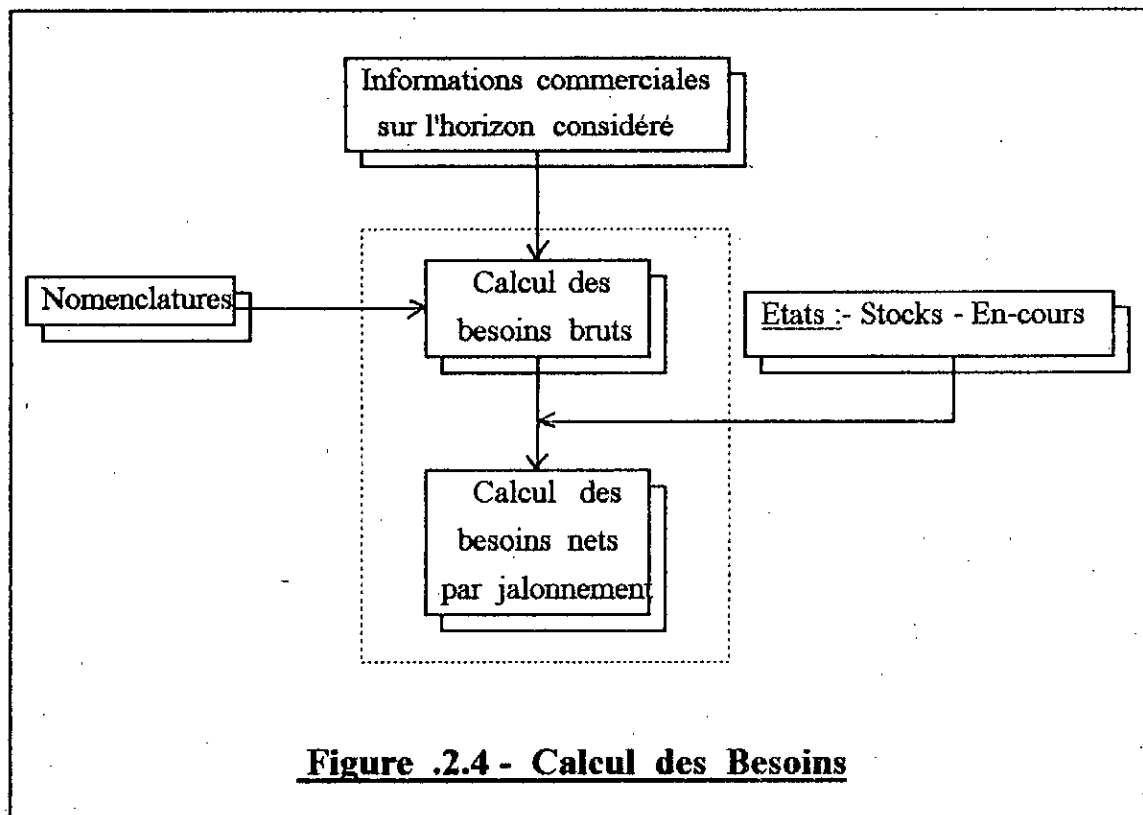 Informations commerciales
sur l'horizon considéré
Nomenclatures
Calcul des
besoins bruts
Etats :- Stocks - En-cours
Calcul des
besoins nets
par jalonnement
Figure .2.4 - Calcul des Besoins